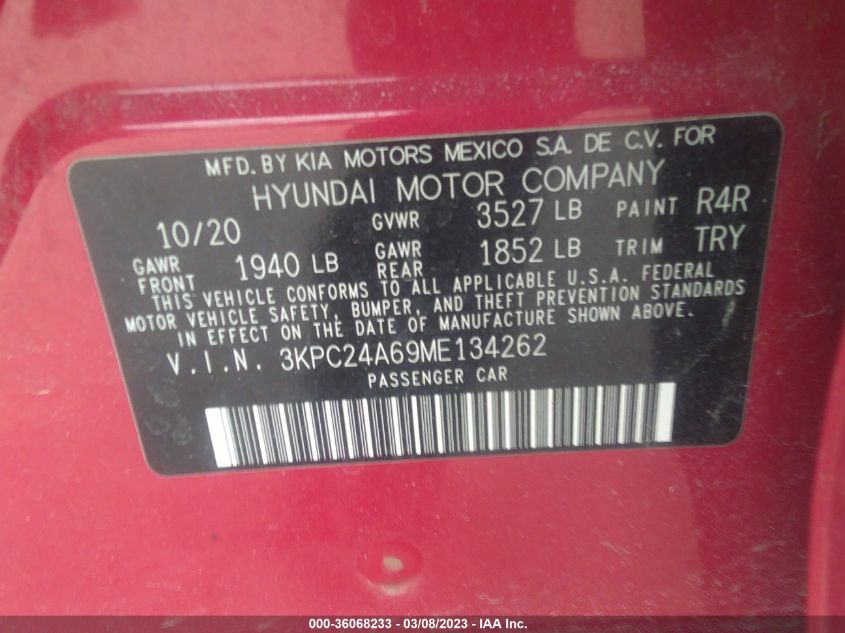 MFD. BY KIA MOTORS MEXICO S.A. DE C.V. FOR
HYUNDAI MOTOR COMPANY
10/20 GVWR 3527 LB PAINT R4R
GAWR FRONT 1940 LB GAWR REAR 1852 LB TRIM TRY
THIS VEHICLE CONFORMS TO ALL APPLICABLE U.S.A. FEDERAL
MOTOR VEHICLE SAFETY, BUMPER, AND THEFT PREVENTION STANDARDS
IN EFFECT ON THE DATE OF MANUFACTURE SHOWN ABOVE.
V.I.N. 3KPC24A69ME134262
PASSENGER CAR
000-36068233 - 03/08/2023 - IAAI.com Inc.